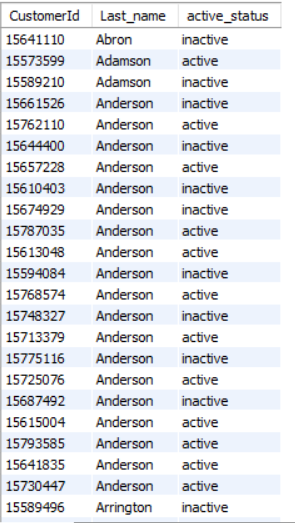 CustomerId Last_name active_status
15641110 Abron inactive
15573599 Adamson active
15589210 Adamson inactive
15661526 Anderson inactive
15762110 Anderson active
15644400 Anderson inactive
15657228 Anderson active
15610403 Anderson inactive
15674929 Anderson inactive
15787035 Anderson active
15613048 Anderson active
15594084 Anderson inactive
15768574 Anderson active
15748327 Anderson inactive
15713379 Anderson active
15775116 Anderson inactive
15725076 Anderson active
15687492 Anderson inactive
15615004 Anderson active
15793585 Anderson active
15641835 Anderson active
15730447 Anderson active
15589496 Arrington inactive